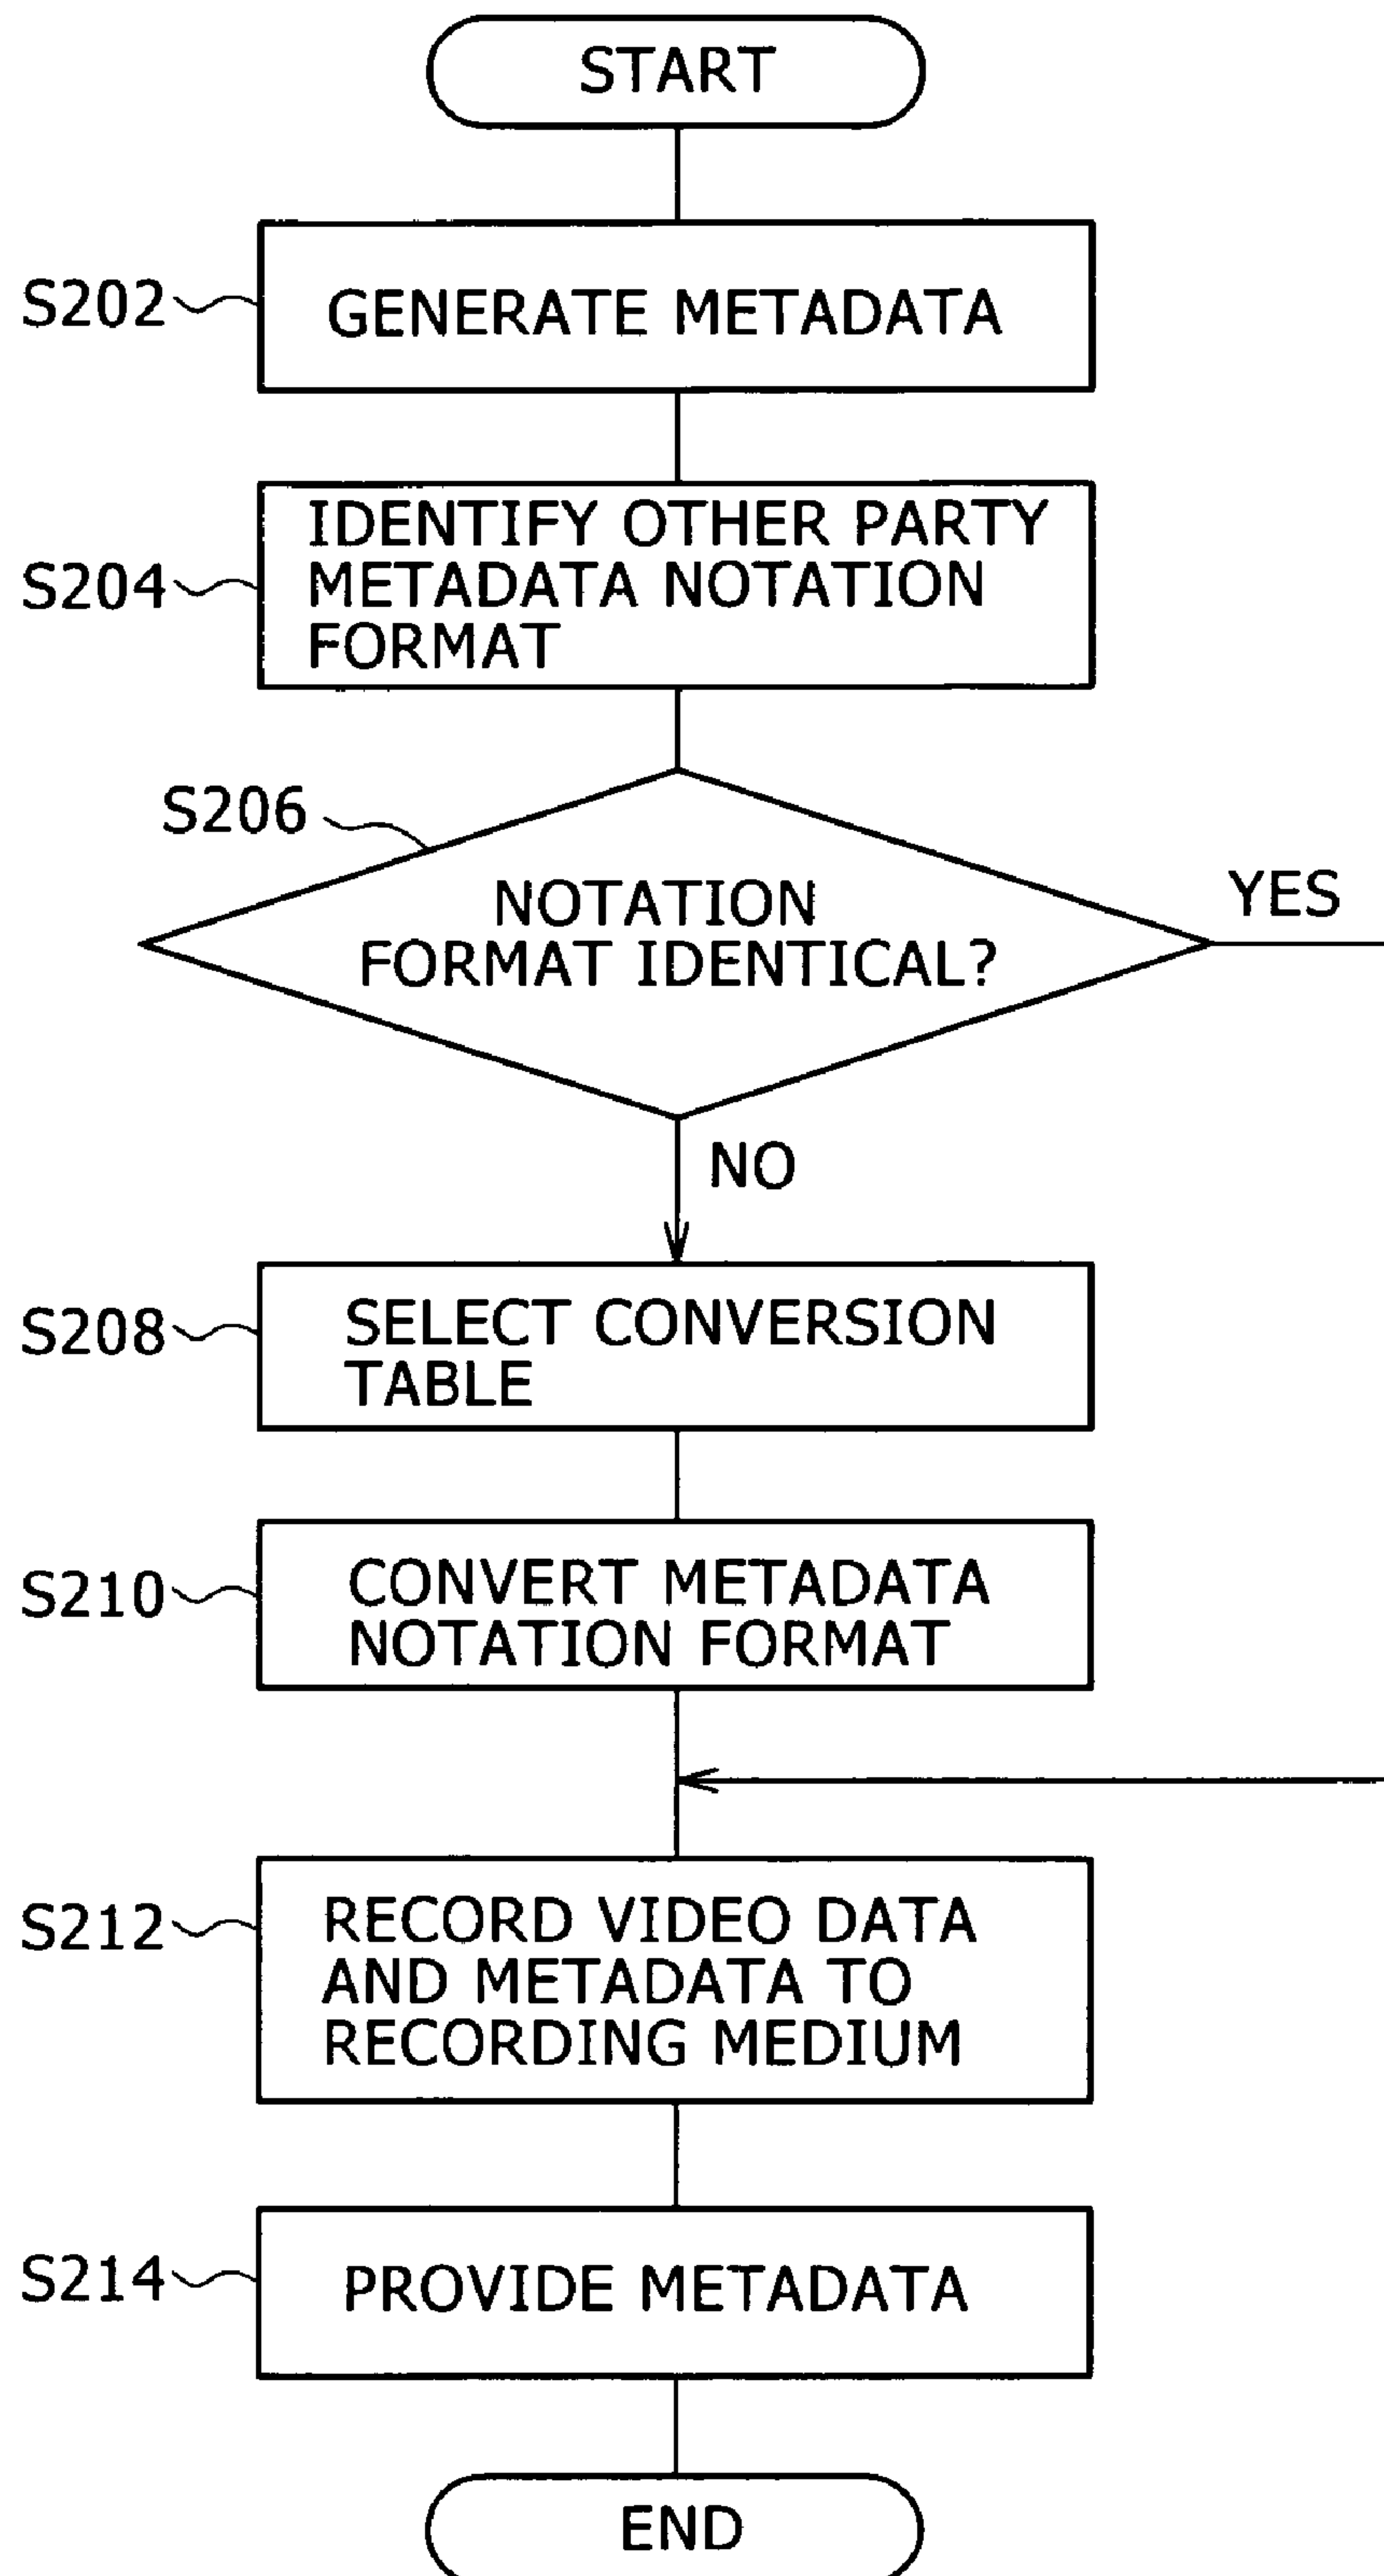 START
S202
GENERATE METADATA
S204
IDENTIFY OTHER PARTY
METADATA NOTATION
FORMAT
S206
NOTATION
FORMAT IDENTICAL?
YES
NO
S208
SELECT CONVERSION
TABLE
S210
CONVERT METADATA
NOTATION FORMAT
S212
RECORD VIDEO DATA
AND METADATA TO
RECORDING MEDIUM
S214
PROVIDE METADATA
END